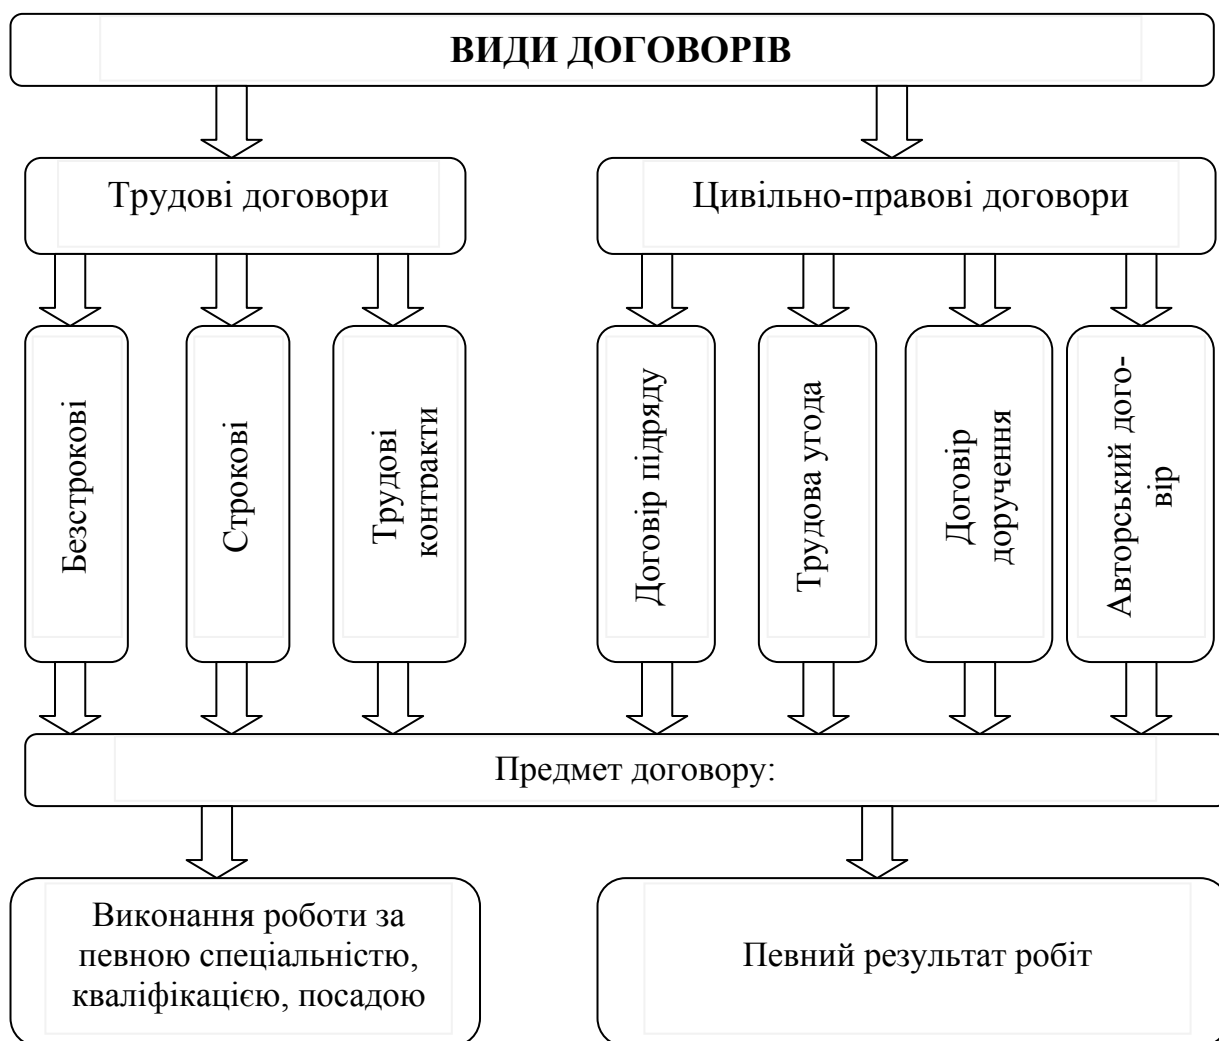 ВИДИ ДОГОВОРІВ
Трудові договори
Цивільно-правові договори
Безстрокові
Строкові
Трудові
контракти
Договір підряду
Трудова угода
Договір
доручення
Авторський дого-
вір
Предмет договору:
Виконання роботи за
певною спеціальністю,
кваліфікацією, посадою
Певний результат робіт